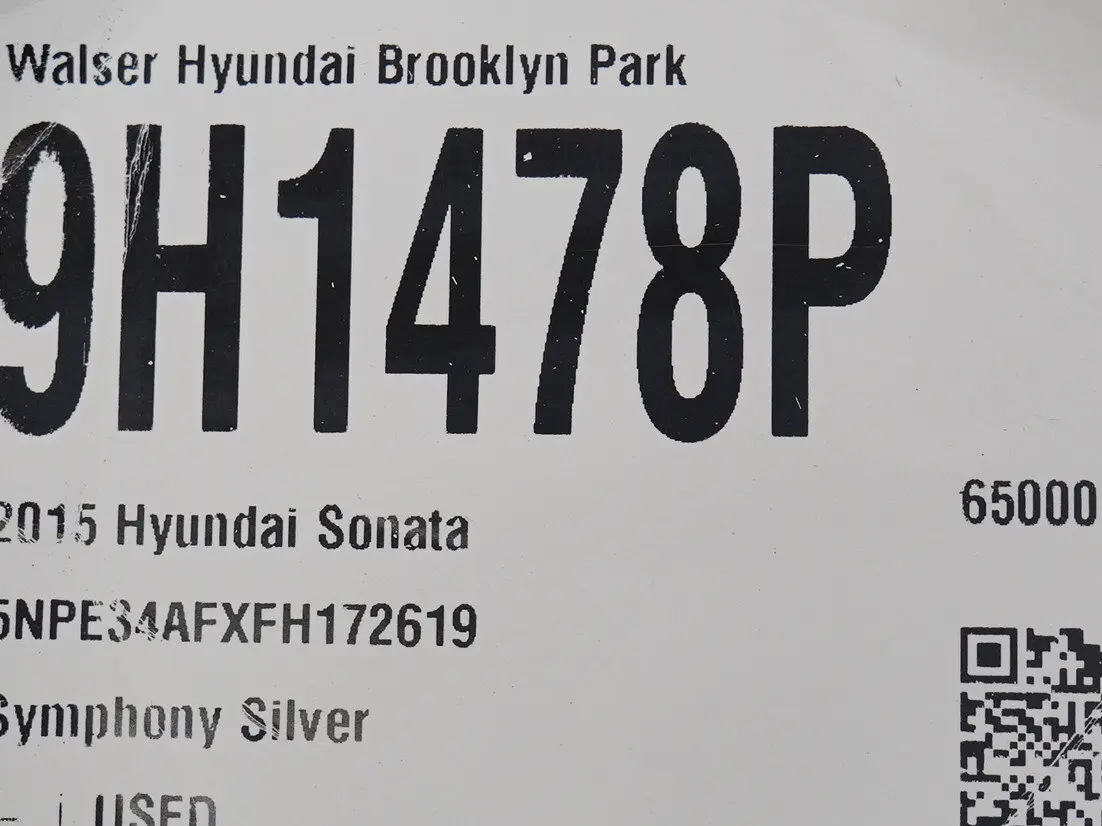 Walser Hyundai Brooklyn Park
9H1478P
2015 Hyundai Sonata
65000
5NPE34AFXFH172619
Symphony Silver
USED